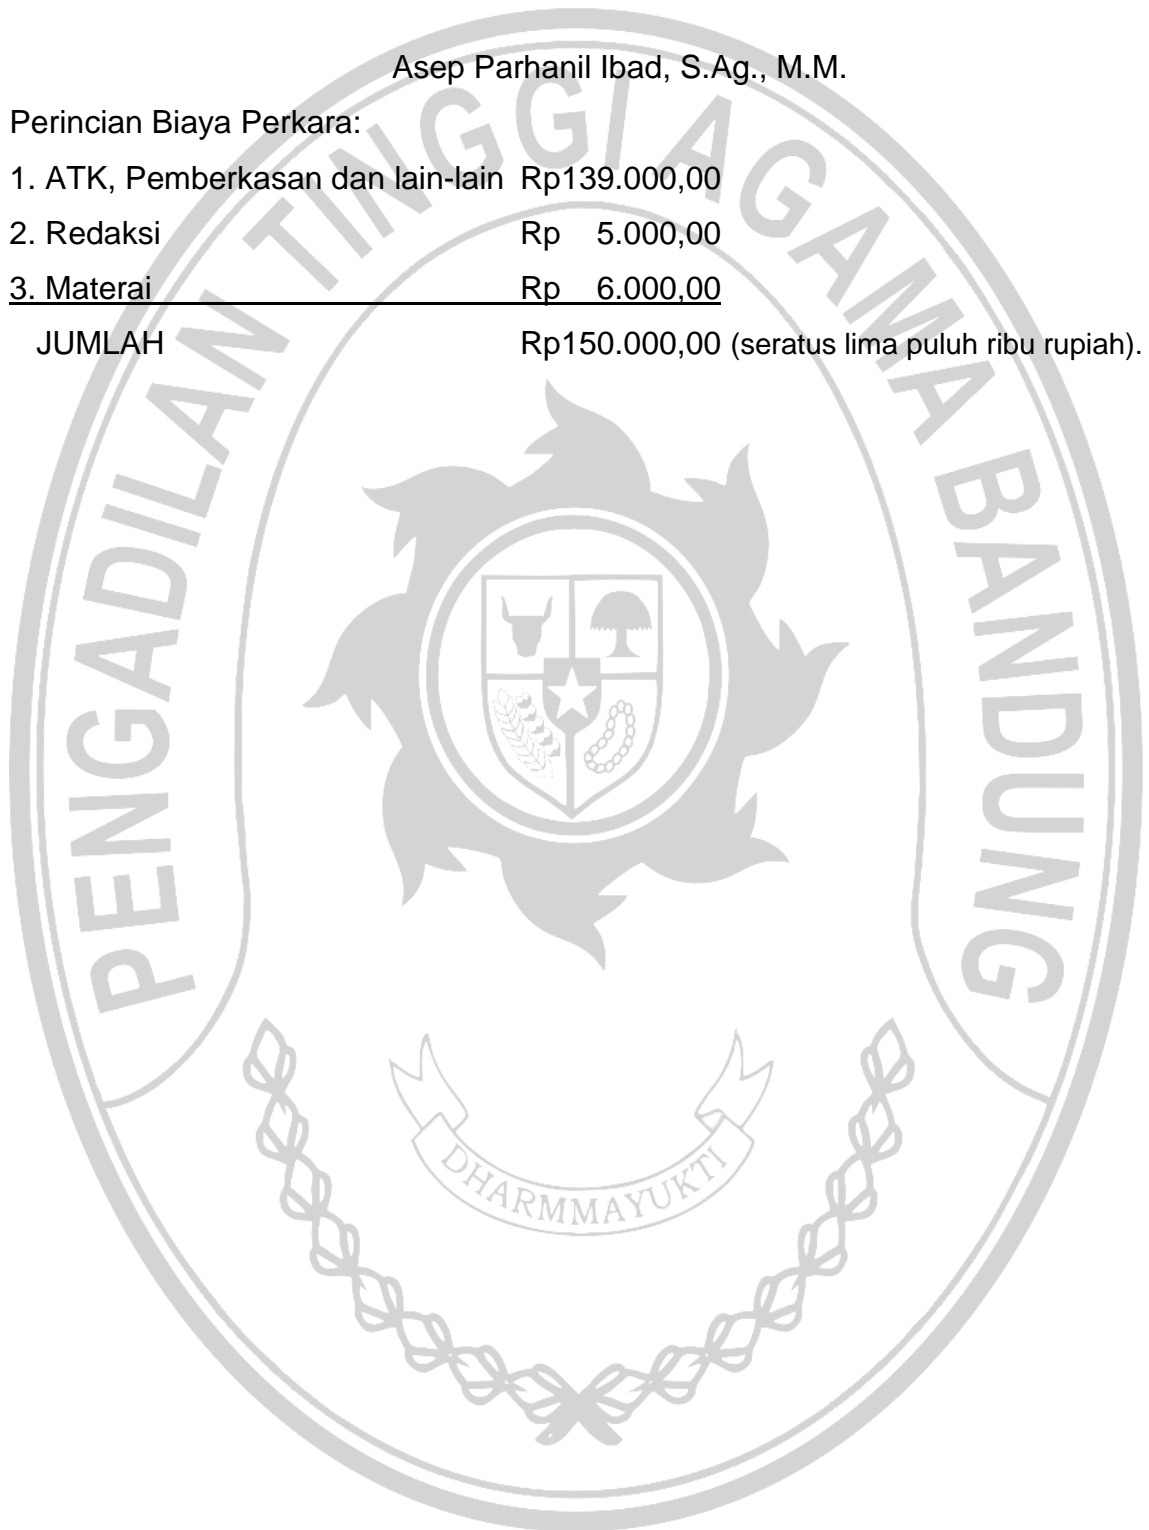 Asep Parhanil Ibad, S.Ag., M.M.
Perincian Biaya Perkara:
1. ATK, Pemberkasan dan lain-lain Rp139.000,00
2. Redaksi Rp 5.000,00
3. Materai Rp 6.000,00
JUMLAH Rp150.000,00 (seratus lima puluh ribu rupiah).
PENGADILAN TINGGI AGAMA BANDUNG
DHARMMAYUKTI